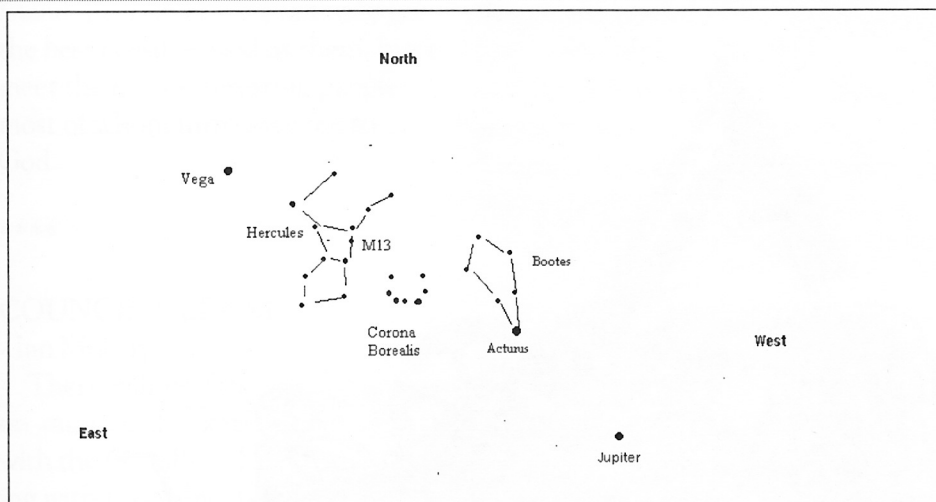 North
Vega
Hercules
M13
Bootes
Corona
Borealis
Acturus
West
East
Jupiter